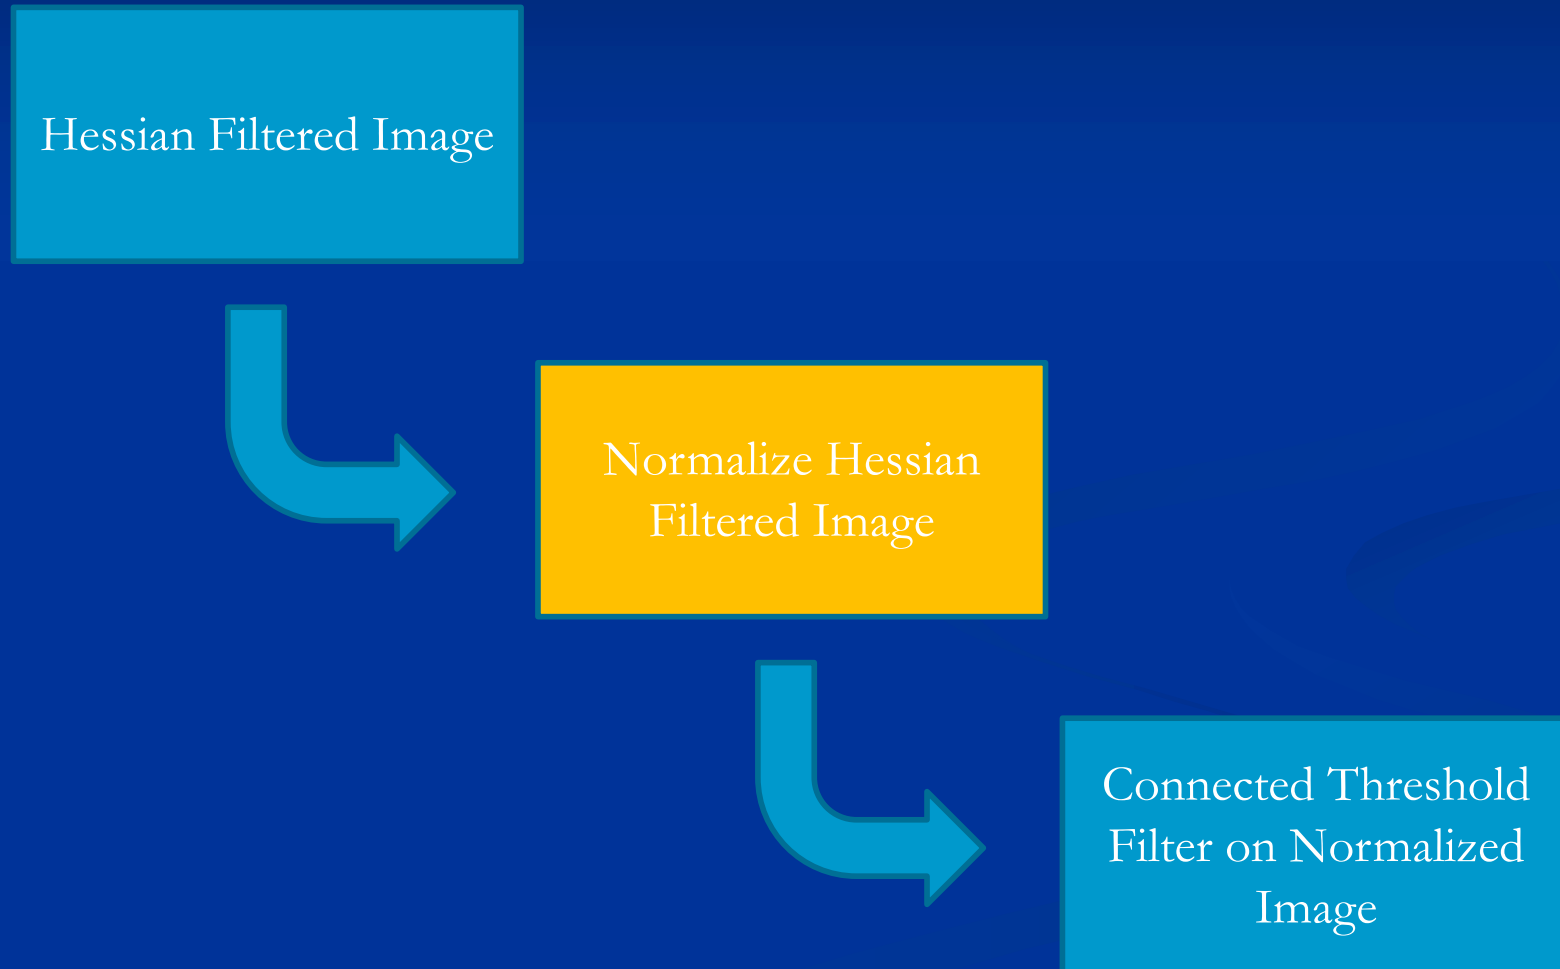 Hessian Filtered Image
Normalize Hessian
Filtered Image
Connected Threshold
Filter on Normalized
Image